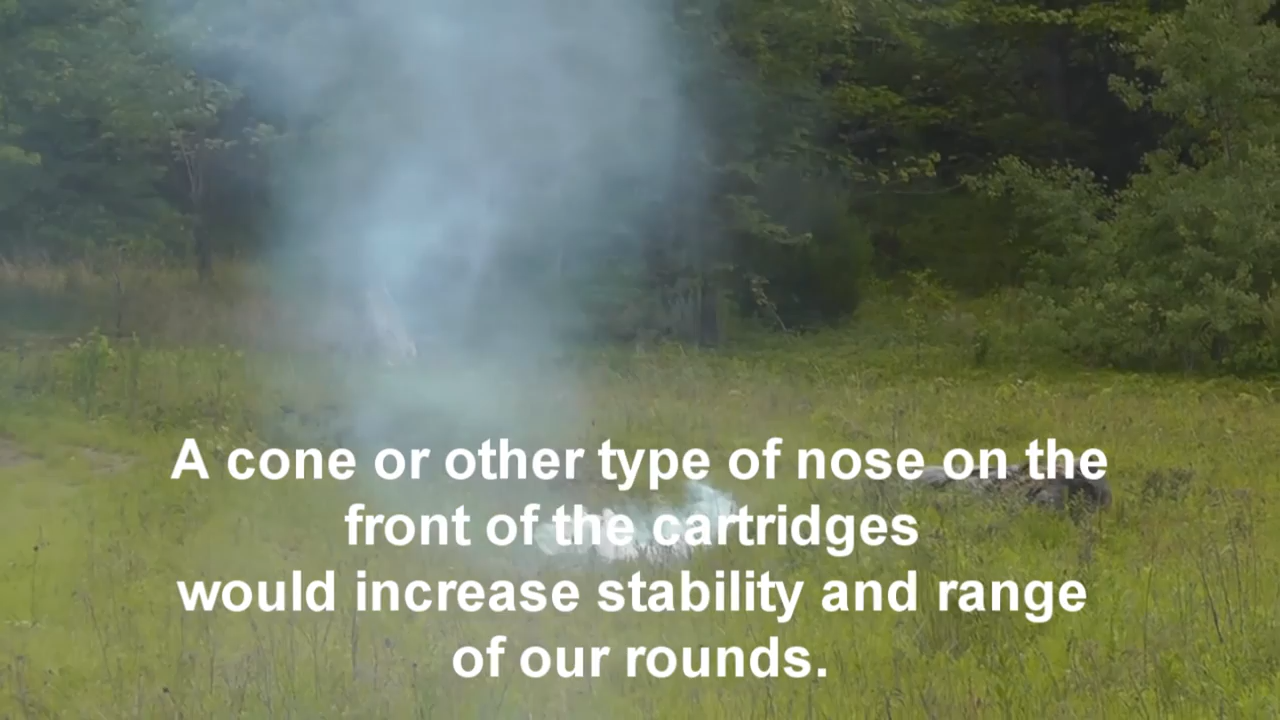 A cone or other type of nose on the
front of the cartridges
would increase stability and range
of our rounds.